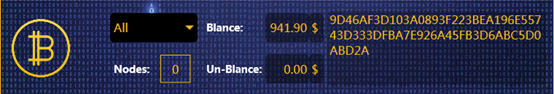 All
Blance:
941.90 $
9D46AF3D103A0893F223BEA196E557
43D333DFBA7E926A45FB3D6ABC5D0
ABD2A
Nodes:
0
Un-Blance:
0.00 $